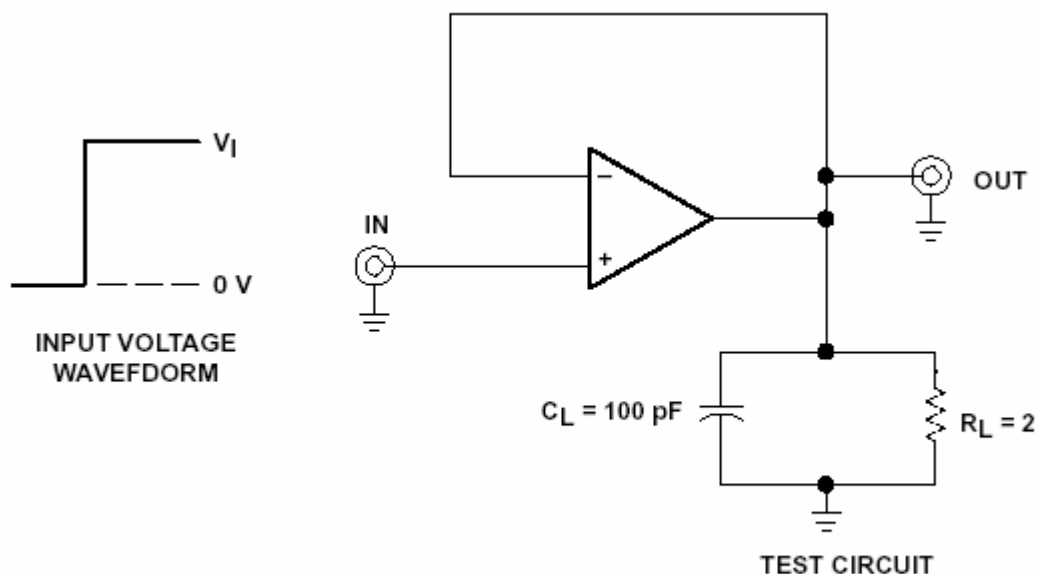 VI
0 V
INPUT VOLTAGE
WAVEFDORM
IN
−
+
OUT
CL = 100 pF
RL = 2
TEST CIRCUIT